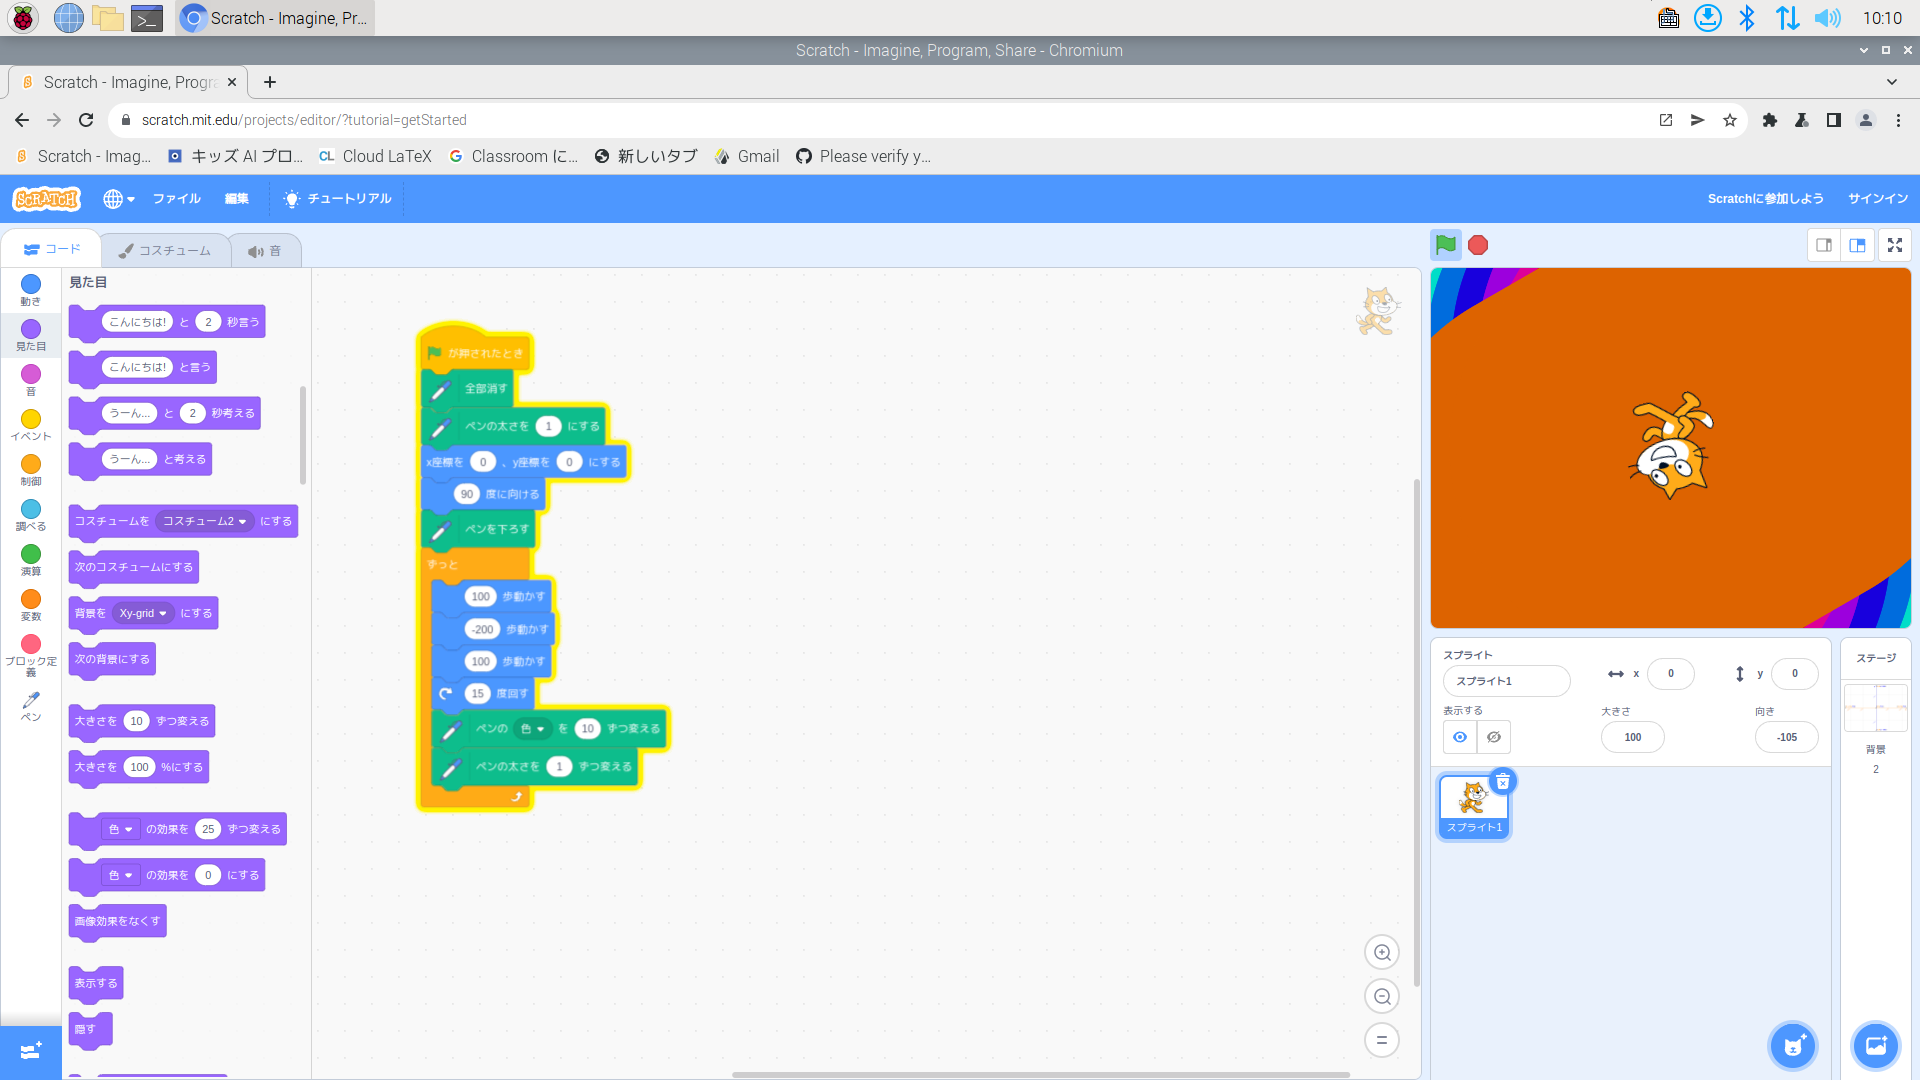 Scratch - Imagine, Pr...
10:10
Scratch - Imagine, Program, Share - Chromium
Scratch - Imagine, Progra
scratch.mit.edu/projects/editor/?tutorial=getStarted
Scratch - Imag...
キッズ AI プロ...
CL Cloud LaTeX
G Classroom に...
新しいタブ
Gmail
Please verify y...
SCRATCH
ファイル
編集
チュートリアル
Scratchに参加しよう
サインイン
コード
コスチューム
音
動き
見た目
音
イベント
制御
調べる
演算
変数
ブロック定
義
ペン
見た目
こんにちは! と 2 秒言う
こんにちは! と言う
うーん... と 2 秒考える
うーん... と考える
コスチュームを コスチューム2 にする
次のコスチュームにする
背景を Xy-grid にする
次の背景にする
大きさを 10 ずつ変える
大きさを 100 %にする
色 の効果を 25 ずつ変える
色 の効果を 0 にする
画像効果をなくす
表示する
隠す
が押されたとき
全部消す
ペンの太さを 1 にする
x座標を 0 、y座標を 0 にする
90 度に向ける
ペンを下ろす
ずっと
100 歩動かす
-200 歩動かす
100 歩動かす
15 度回す
ペンの 色 を 10 ずつ変える
ペンの太さを 1 ずつ変える
スプライト
スプライト1
x 0
y 0
表示する
大きさ
100
向き
-105
スプライト1
ステージ
背景
2